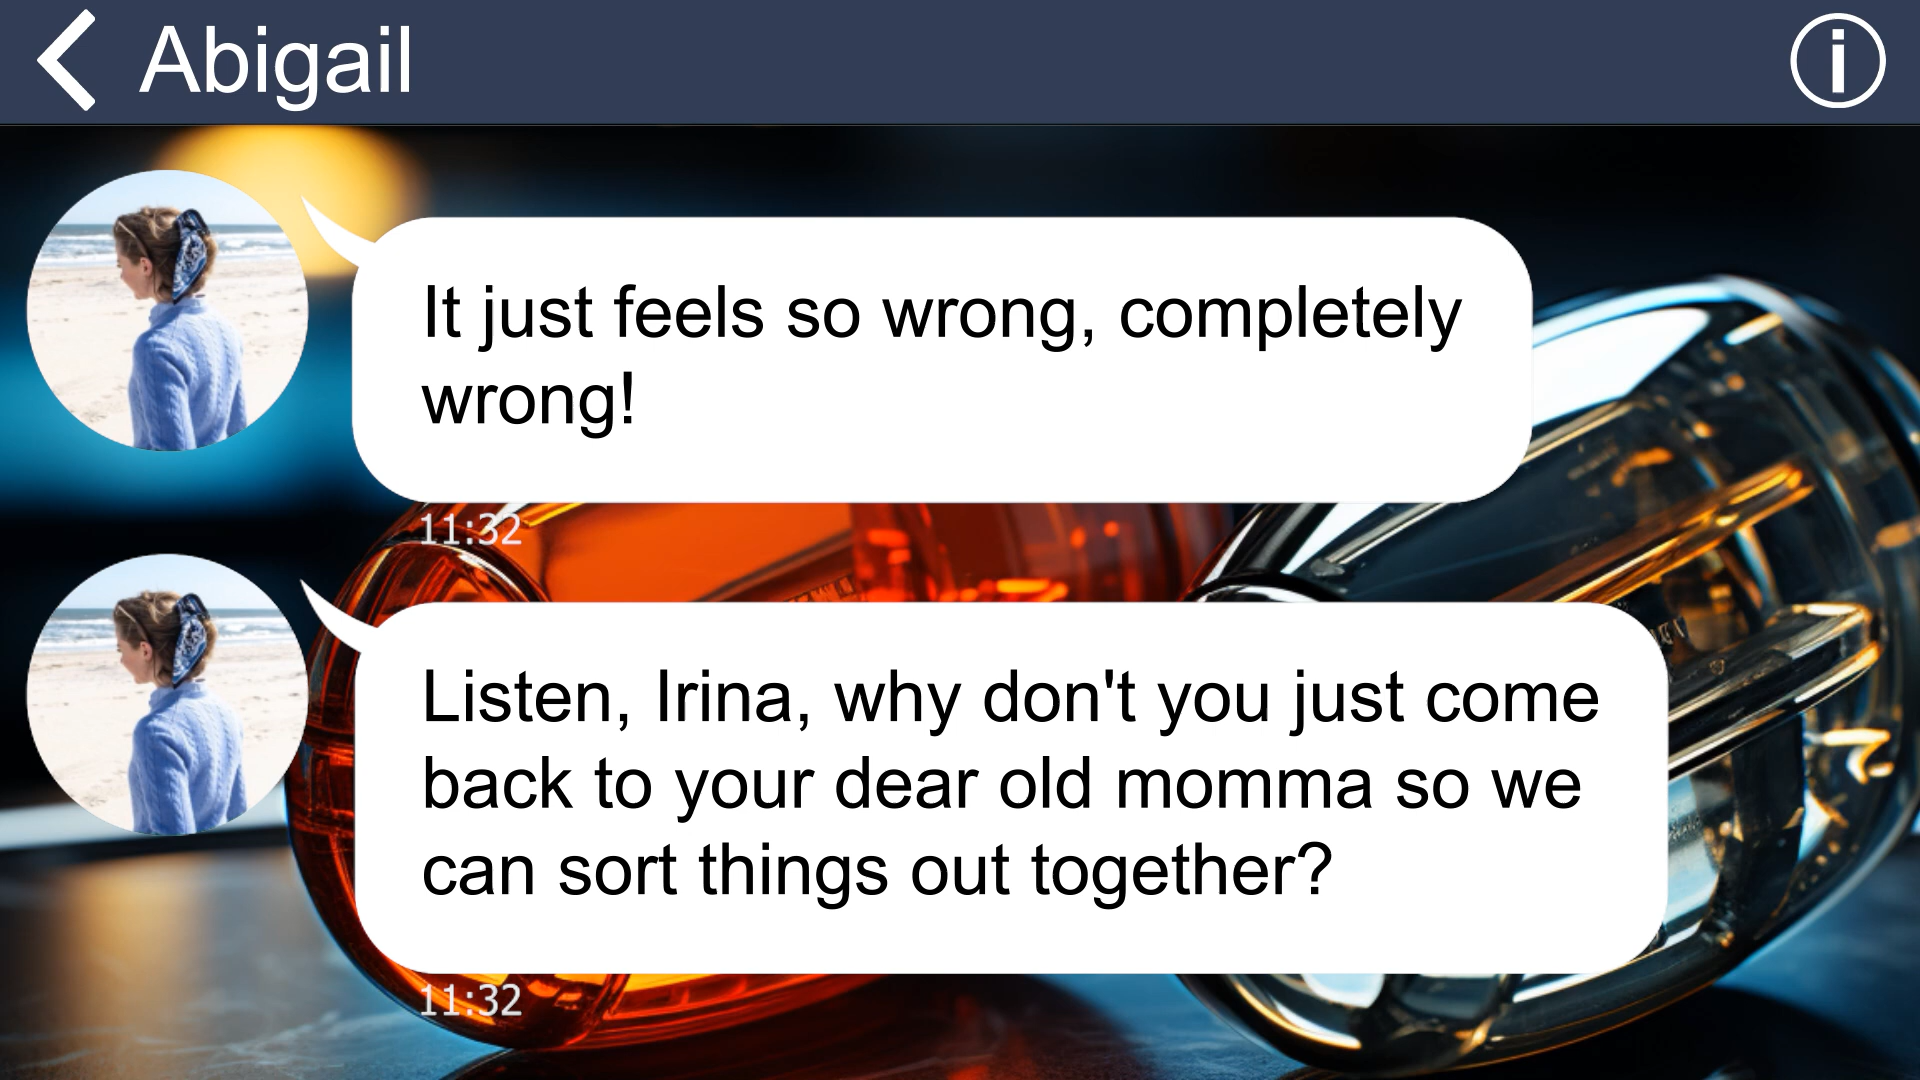 Abigail
It just feels so wrong, completely
wrong!
11:32
Listen, Irina, why don't you just come
back to your dear old momma so we
can sort things out together?
11:32